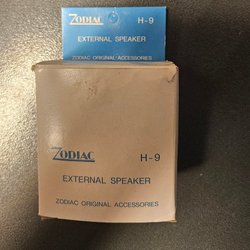 ZODIAC H-9
EXTERNAL SPEAKER
ZODIAC ORIGINAL ACCESSORIES
ZODIAC H-9
EXTERNAL SPEAKER
ZODIAC ORIGINAL ACCESSORIES